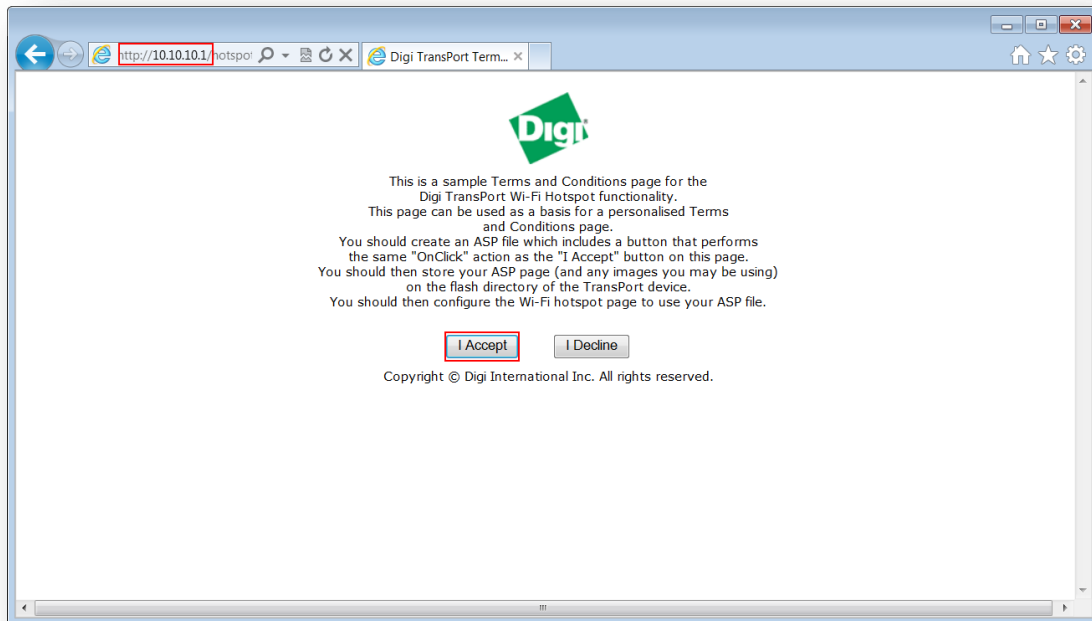 http://10.10.10.1/hotspot
Digi TransPort Term...
Digi
This is a sample Terms and Conditions page for the
Digi TransPort Wi-Fi Hotspot functionality.
This page can be used as a basis for a personalised Terms
and Conditions page.
You should create an ASP file which includes a button that performs
the same "OnClick" action as the "I Accept" button on this page.
You should then store your ASP page (and any images you may be using)
on the flash directory of the TransPort device.
You should then configure the Wi-Fi hotspot page to use your ASP file.
I Accept I Decline
Copyright © Digi International Inc. All rights reserved.